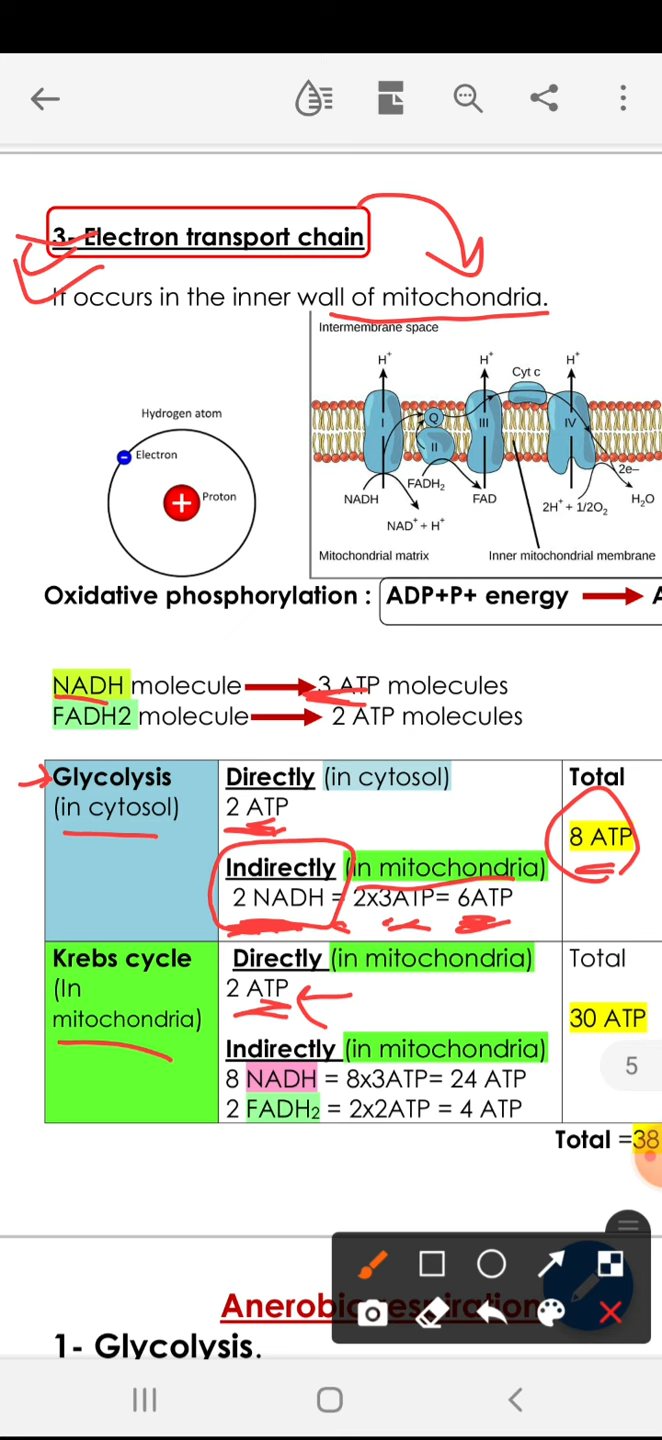 3- Electron transport chain
It occurs in the inner wall of mitochondria.
Intermembrane space
H+ H+ Cyt c H+
Hydrogen atom
Electron
Proton
+
I Q II III IV
2e–
NADH FADH2 FAD 2H+ + 1/2O2 H2O
NAD+ + H+
Mitochondrial matrix Inner mitochondrial membrane
Oxidative phosphorylation : ADP+P+ energy
NADH molecule 3 ATP molecules
FADH2 molecule 2 ATP molecules
Glycolysis
(in cytosol)
Directly (in cytosol)
2 ATP
Indirectly (in mitochondria)
2 NADH = 2x3ATP= 6ATP
Total
8 ATP
Krebs cycle
(In
mitochondria)
Directly (in mitochondria)
2 ATP
Indirectly (in mitochondria)
8 NADH = 8x3ATP= 24 ATP
2 FADH2 = 2x2ATP = 4 ATP
Total
30 ATP
5
Total =38
Anerobic respiration
1- Glycolysis.